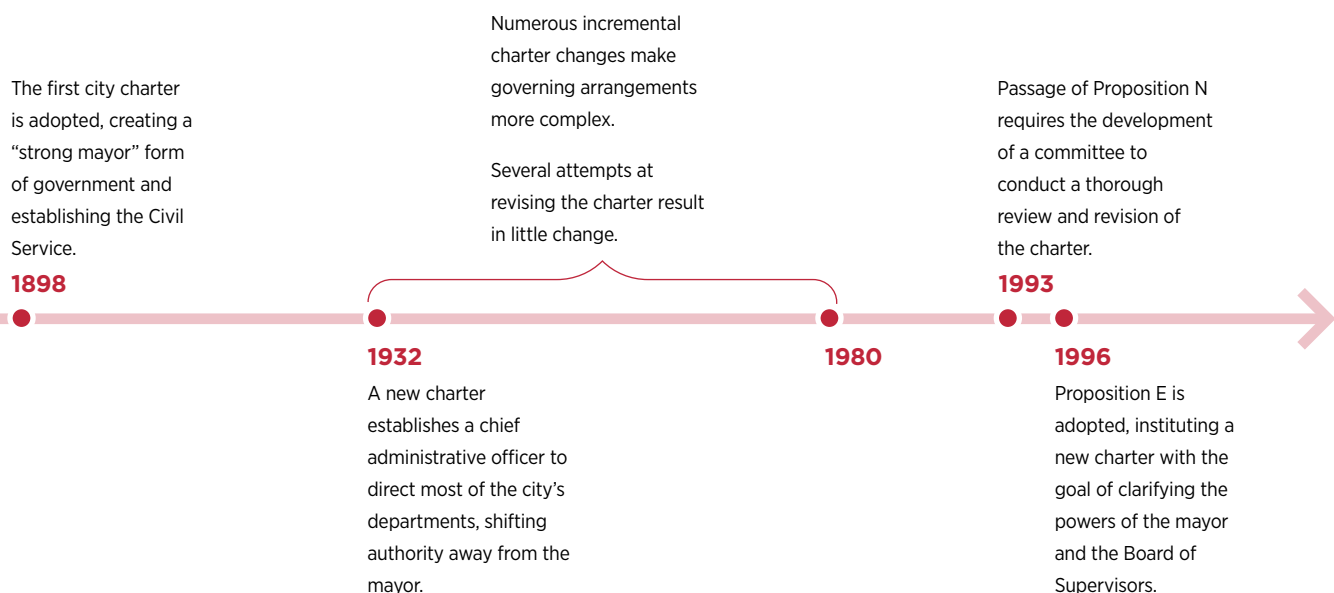 The first city charter
is adopted, creating a
“strong mayor” form
of government and
establishing the Civil
Service.
1898
A new charter
establishes a chief
administrative officer to
direct most of the city’s
departments, shifting
authority away from the
mayor.
1932
Numerous incremental
charter changes make
governing arrangements
more complex.
Several attempts at
revising the charter result
in little change.
1980
Passage of Proposition N
requires the development
of a committee to
conduct a thorough
review and revision of
the charter.
1993
1996
Proposition E is
adopted, instituting a
new charter with the
goal of clarifying the
powers of the mayor
and the Board of
Supervisors.